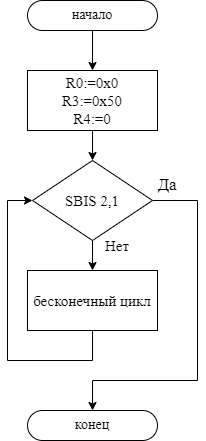 начало
R0:=0x0
R3:=0x50
R4:=0
SBIS 2,1
Да
Нет
бесконечный цикл
конец